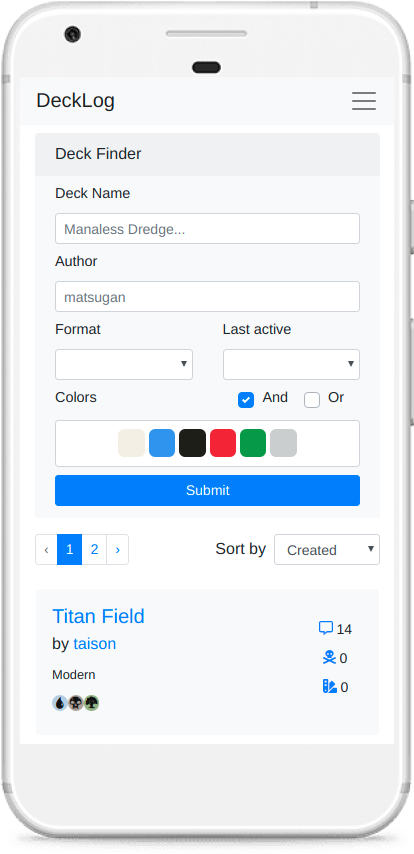 DeckLog
Deck Finder
Deck Name
Manaless Dredge...
Author
matsugan
Format Last active
Colors And Or
Submit
‹ 1 2 › Sort by Created
Titan Field
14
by taison
0
Modern
0